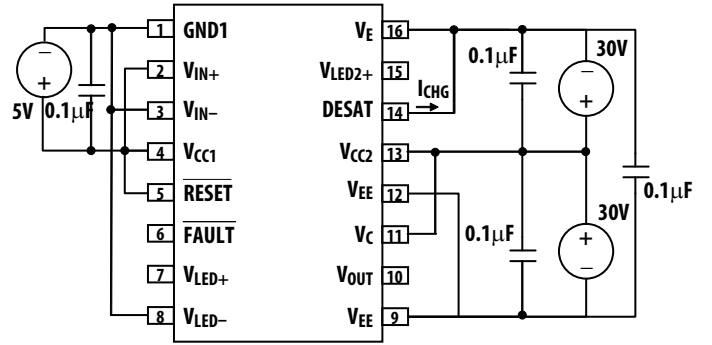 1 GND1
2 VIN+
3 VIN–
4 VCC1
5 RESET
6 FAULT
7 VLED+
8 VLED–
VE 16
VLED2+ 15
DESAT 14
VCC2 13
VEE 12
VC 11
VOUT 10
VEE 9
–
+
5V
0.1μF
ICHG
0.1μF
30V
–
+
0.1μF
30V
+
–
0.1μF